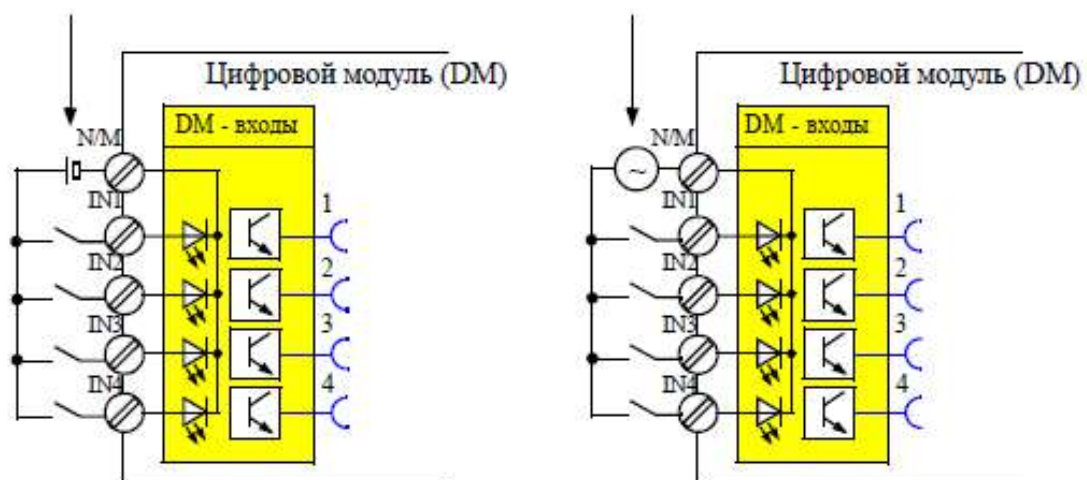 Цифровой модуль (DM)
DM - входы
N/M
IN1
1
IN2
2
IN3
3
IN4
4
Цифровой модуль (DM)
DM - входы
N/M
~
IN1
1
IN2
2
IN3
3
IN4
4